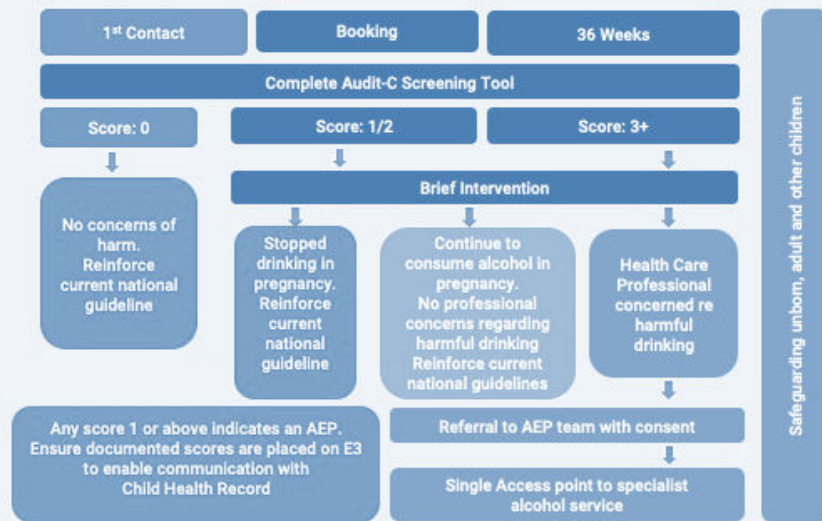 1st Contact
Booking
36 Weeks
Complete Audit-C Screening Tool
Score: 0
Score: 1/2
Score: 3+
Brief Intervention
No concerns of
harm.
Reinforce
current national
guideline
Stopped
drinking in
pregnancy.
Reinforce
current
national
guideline
Continue to
consume alcohol in
pregnancy.
No professional
concerns regarding
harmful drinking
Reinforce current
national guidelines
Health Care
Professional
concerned re
harmful
drinking
Any score 1 or above indicates an AEP.
Ensure documented scores are placed on E3
to enable communication with
Child Health Record
Referral to AEP team with consent
Single Access point to specialist
alcohol service
Safeguarding unborn, adult and other children